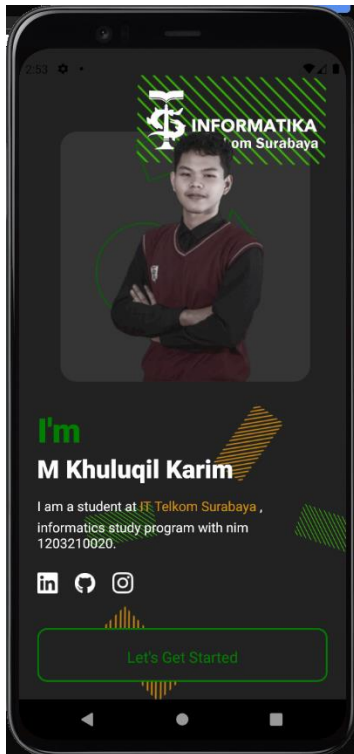 2:53
INFORMATIKA
om Surabaya
I'm
M Khuluqil Karim
I am a student at IT Telkom Surabaya ,
informatics study program with nim
1203210020.
in
Let's Get Started